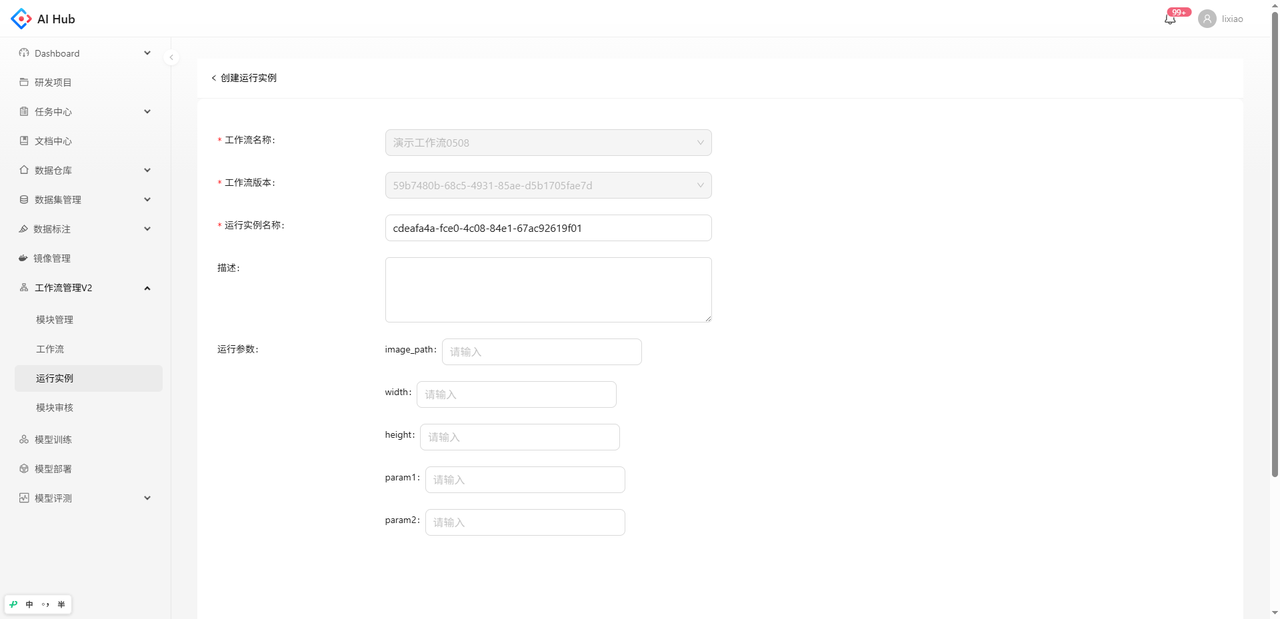 AI Hub
99+
lixiao
Dashboard
研发项目
任务中心
文档中心
数据仓库
数据集管理
数据标注
镜像管理
工作流管理V2
模块管理
工作流
运行实例
模块审核
模型训练
模型部署
模型评测
创建运行实例
* 工作流名称:
演示工作流0508
* 工作流版本:
59b7480b-68c5-4931-85ae-d5b1705fae7d
* 运行实例名称:
cdeafa4a-fce0-4c08-84e1-67ac92619f01
描述:
运行参数:
image_path: 请输入
width: 请输入
height: 请输入
param1: 请输入
param2: 请输入
中 半